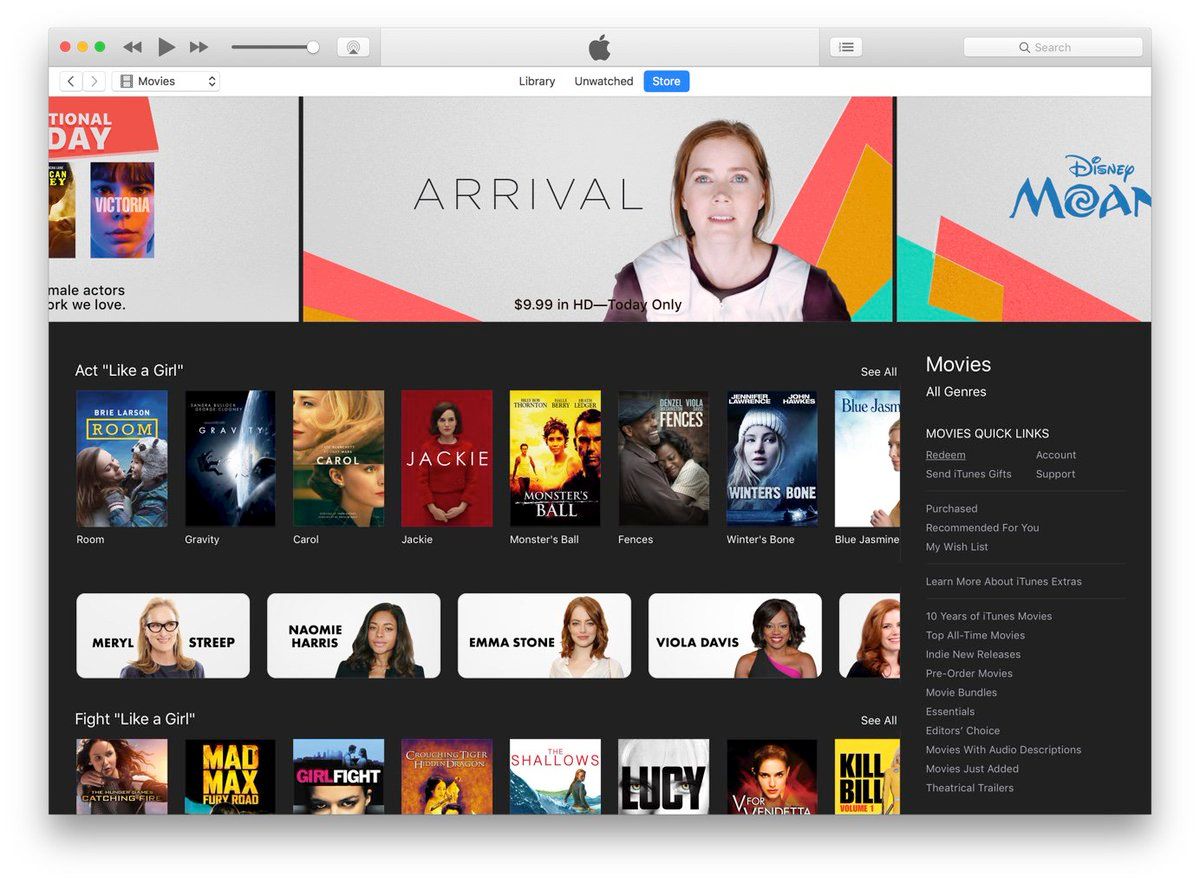 Search
Movies
Library
Unwatched
Store
TIONAL
DAY
VICTORIA
male actors
ork we love.
ARRIVAL
$9.99 in HD—Today Only
Disney
MOAN
Act "Like a Girl"
See All
BRIE LARSON
ROOM
SANDRA BULLOCK
GEORGE CLOONEY
GRAVITY
CAROL
JACKIE
BILLY BOB THORNTON
HALLE BERRY
HEATH LEDGER
MONSTER'S
BALL
DENZEL WASHINGTON
VIOLA DAVIS
FENCES
JENNIFER LAWRENCE
JOHN HAWKES
WINTER'S BONE
Blue Jasm
Room
Gravity
Carol
Jackie
Monster's Ball
Fences
Winter's Bone
Blue Jasmine
MERYL STREEP
NAOMIE
HARRIS
EMMA STONE
VIOLA DAVIS
Fight "Like a Girl"
See All
THE HUNGER GAMES
CATCHING FIRE
MAD
MAX
FURY ROAD
GIRLFIGHT
CROUCHING TIGER
HIDDEN DRAGON
THE
SHALLOWS
LUCY
V FOR
VENDETTA
KILL
BILL
VOLUME 1
Movies
All Genres
MOVIES QUICK LINKS
Redeem
Account
Send iTunes Gifts
Support
Purchased
Recommended For You
My Wish List
Learn More About iTunes Extras
10 Years of iTunes Movies
Top All-Time Movies
Indie New Releases
Pre-Order Movies
Movie Bundles
Essentials
Editors' Choice
Movies With Audio Descriptions
Movies Just Added
Theatrical Trailers